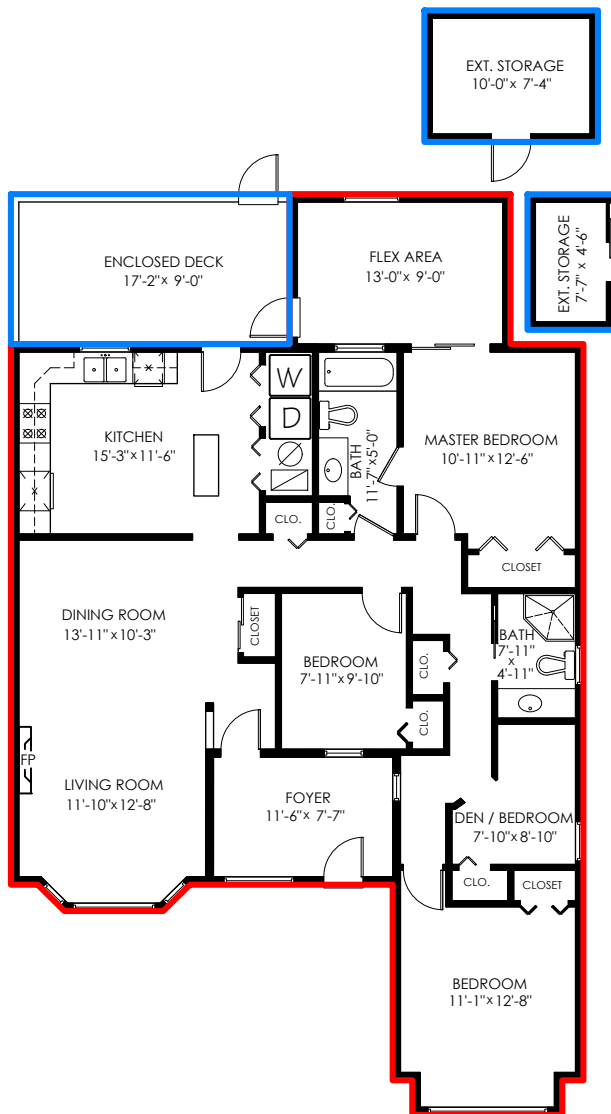 EXT. STORAGE
10'-0" x 7'-4"
ENCLOSED DECK
17'-2" x 9'-0"
FLEX AREA
13'-0" x 9'-0"
EXT. STORAGE
7'-7" x 4'-6"
W
D
KITCHEN
15'-3" x 11'-6"
BATH
11'-7" x 5'-0"
MASTER BEDROOM
10'-11" x 12'-6"
CLO.
CLO.
CLOSET
DINING ROOM
13'-11" x 10'-3"
CLOSET
BEDROOM
7'-11" x 9'-10"
CLO.
BATH
7'-11"
x
4'-11"
CLO.
FP
LIVING ROOM
11'-10" x 12'-8"
FOYER
11'-6" x 7'-7"
DEN / BEDROOM
7'-10" x 8'-10"
CLO.
CLOSET
BEDROOM
11'-1" x 12'-8"